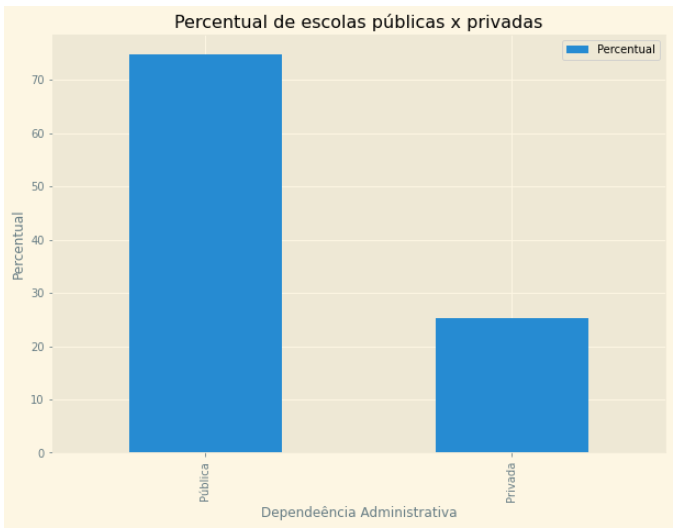 Percentual de escolas públicas x privadas
Percentual
70
60
50
40
30
20
10
0
Percentual
Pública
Privada
Dependeência Administrativa